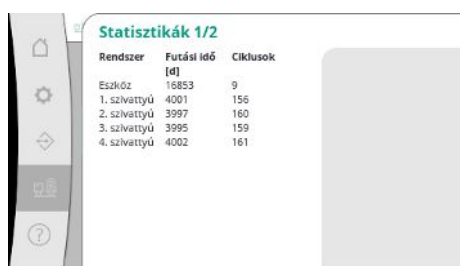 Statisztikák 1/2
Rendszer Futási idő Ciklusok
[d]
Eszköz 16853 9
1. szivattyú 4001 156
2. szivattyú 3997 160
3. szivattyú 3995 159
4. szivattyú 4002 161
?